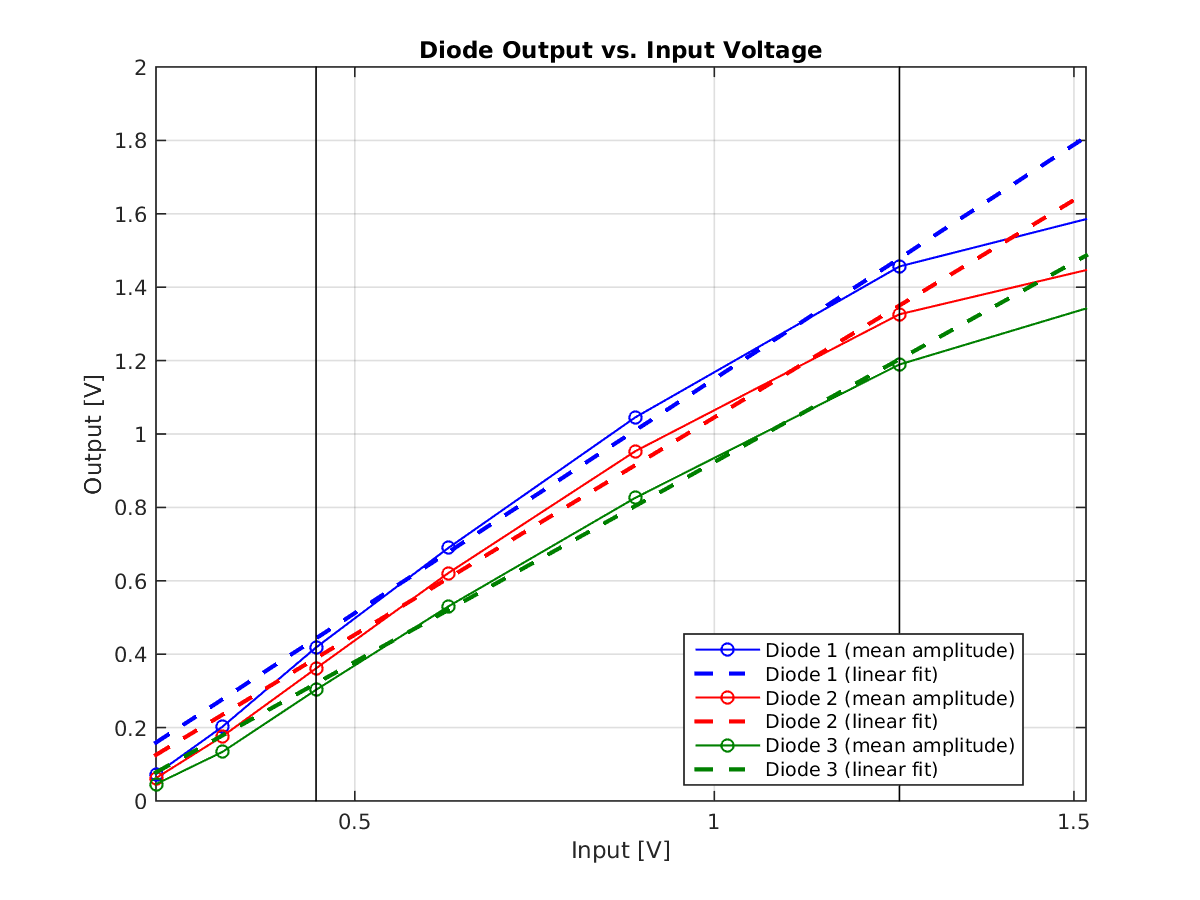 Diode Output vs. Input Voltage
2
1.8
1.6
1.4
1.2
1
0.8
0.6
0.4
0.2
0
Output [V]
0.5
1
1.5
Input [V]
Diode 1 (mean amplitude)
Diode 1 (linear fit)
Diode 2 (mean amplitude)
Diode 2 (linear fit)
Diode 3 (mean amplitude)
Diode 3 (linear fit)